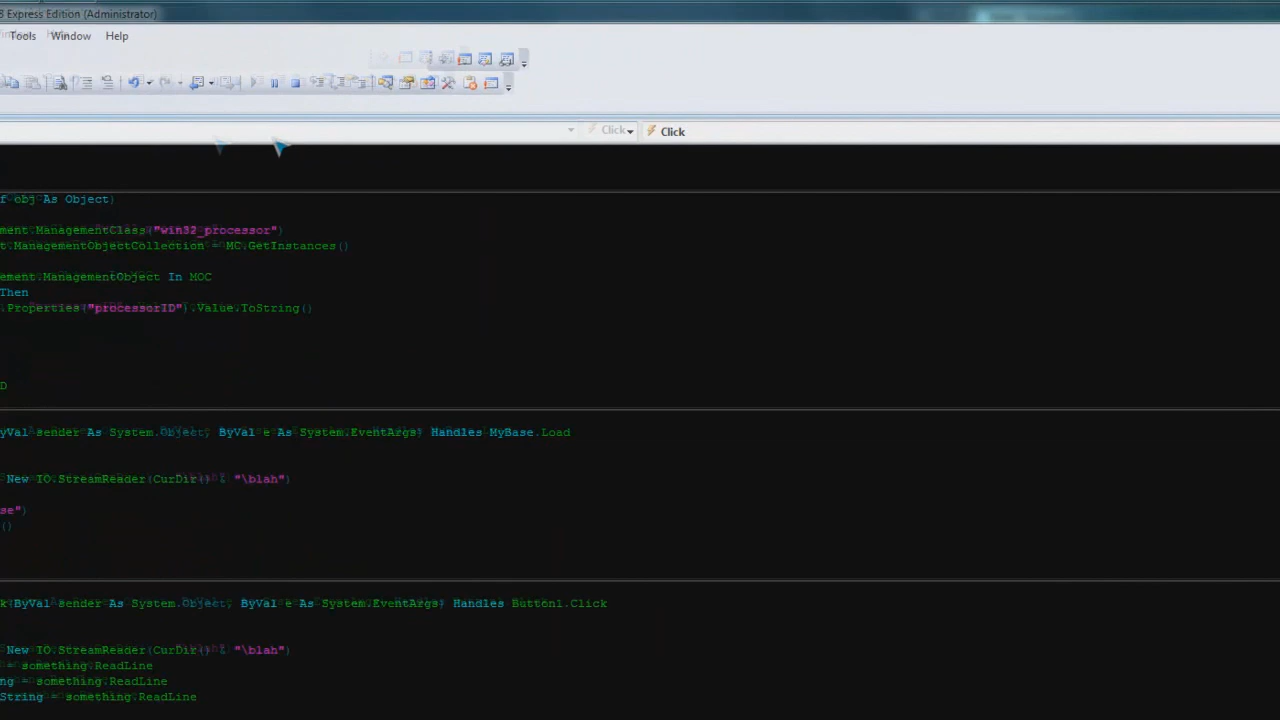 8 Express Edition (Administrator)
Tools Window Help
Click Click
f obj As Object)
ment.ManagementClass("win32_processor")
t.ManagementObjectCollection = MC.GetInstances()
ement.ManagementObject In MOC
Then
.Properties("processorID").Value.ToString()
D
yVal sender As System.Object, ByVal e As System.EventArgs) Handles MyBase.Load
New IO.StreamReader(CurDir() & "\blah")
se")
()
k(ByVal sender As System.Object, ByVal e As System.EventArgs) Handles Button1.Click
New IO.StreamReader(CurDir() & "\blah")
= something.ReadLine
ng = something.ReadLine
String = something.ReadLine